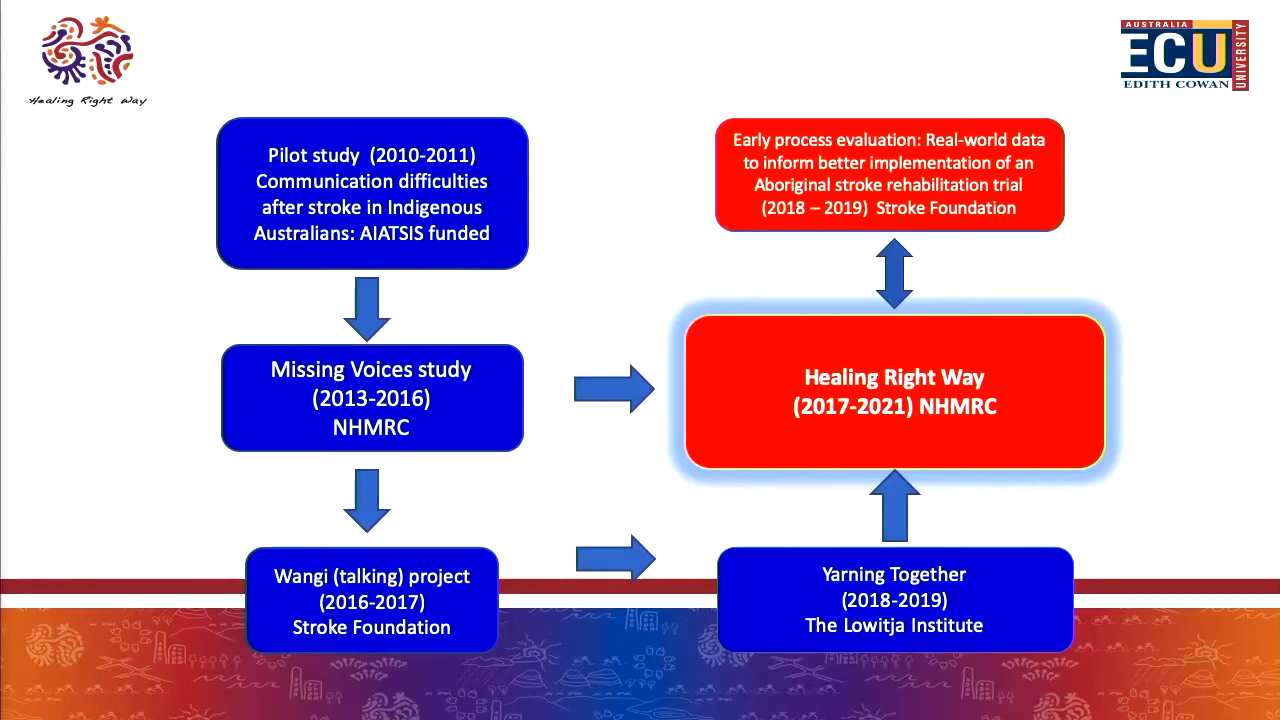 Healing Right Way
AUSTRALIA
ECU
UNIVERSITY
EDITH COWAN
Pilot study (2010-2011)
Communication difficulties
after stroke in Indigenous
Australians: AIATSIS funded
Early process evaluation: Real-world data
to inform better implementation of an
Aboriginal stroke rehabilitation trial
(2018 – 2019) Stroke Foundation
Missing Voices study
(2013-2016)
NHMRC
Healing Right Way
(2017-2021) NHMRC
Wangi (talking) project
(2016-2017)
Stroke Foundation
Yarning Together
(2018-2019)
The Lowitja Institute